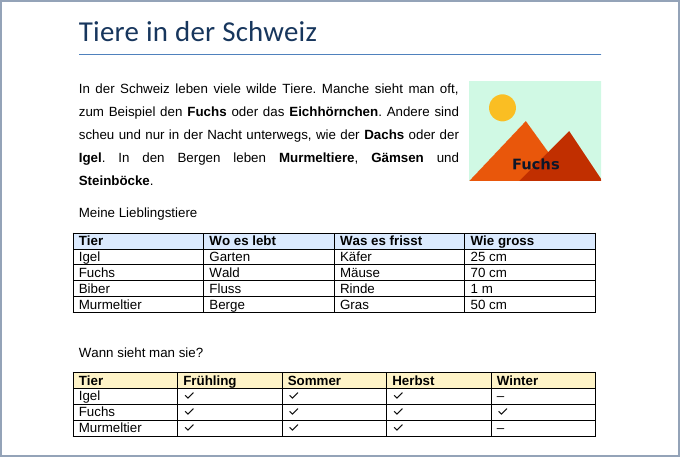 Tiere in der Schweiz
In der Schweiz leben viele wilde Tiere. Manche sieht man oft,
zum Beispiel den Fuchs oder das Eichhörnchen. Andere sind
scheu und nur in der Nacht unterwegs, wie der Dachs oder der
Igel. In den Bergen leben Murmeltiere, Gämsen und
Steinböcke.
Fuchs
Meine Lieblingstiere
Tier Wo es lebt Was es frisst Wie gross
Igel Garten Käfer 25 cm
Fuchs Wald Mäuse 70 cm
Biber Fluss Rinde 1 m
Murmeltier Berge Gras 50 cm
Wann sieht man sie?
Tier Frühling Sommer Herbst Winter
Igel ✓ ✓ ✓ –
Fuchs ✓ ✓ ✓ ✓
Murmeltier ✓ ✓ ✓ –